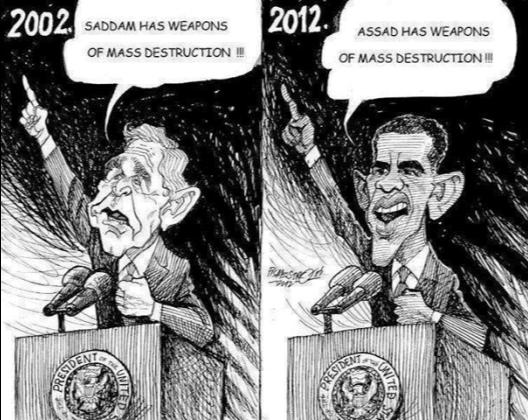 2002.
SADDAM HAS WEAPONS
OF MASS DESTRUCTION !!!
PRESIDENT OF THE UNITED
2012.
ASSAD HAS WEAPONS
OF MASS DESTRUCTION !!!
2012
PRESIDENT OF THE UNITED